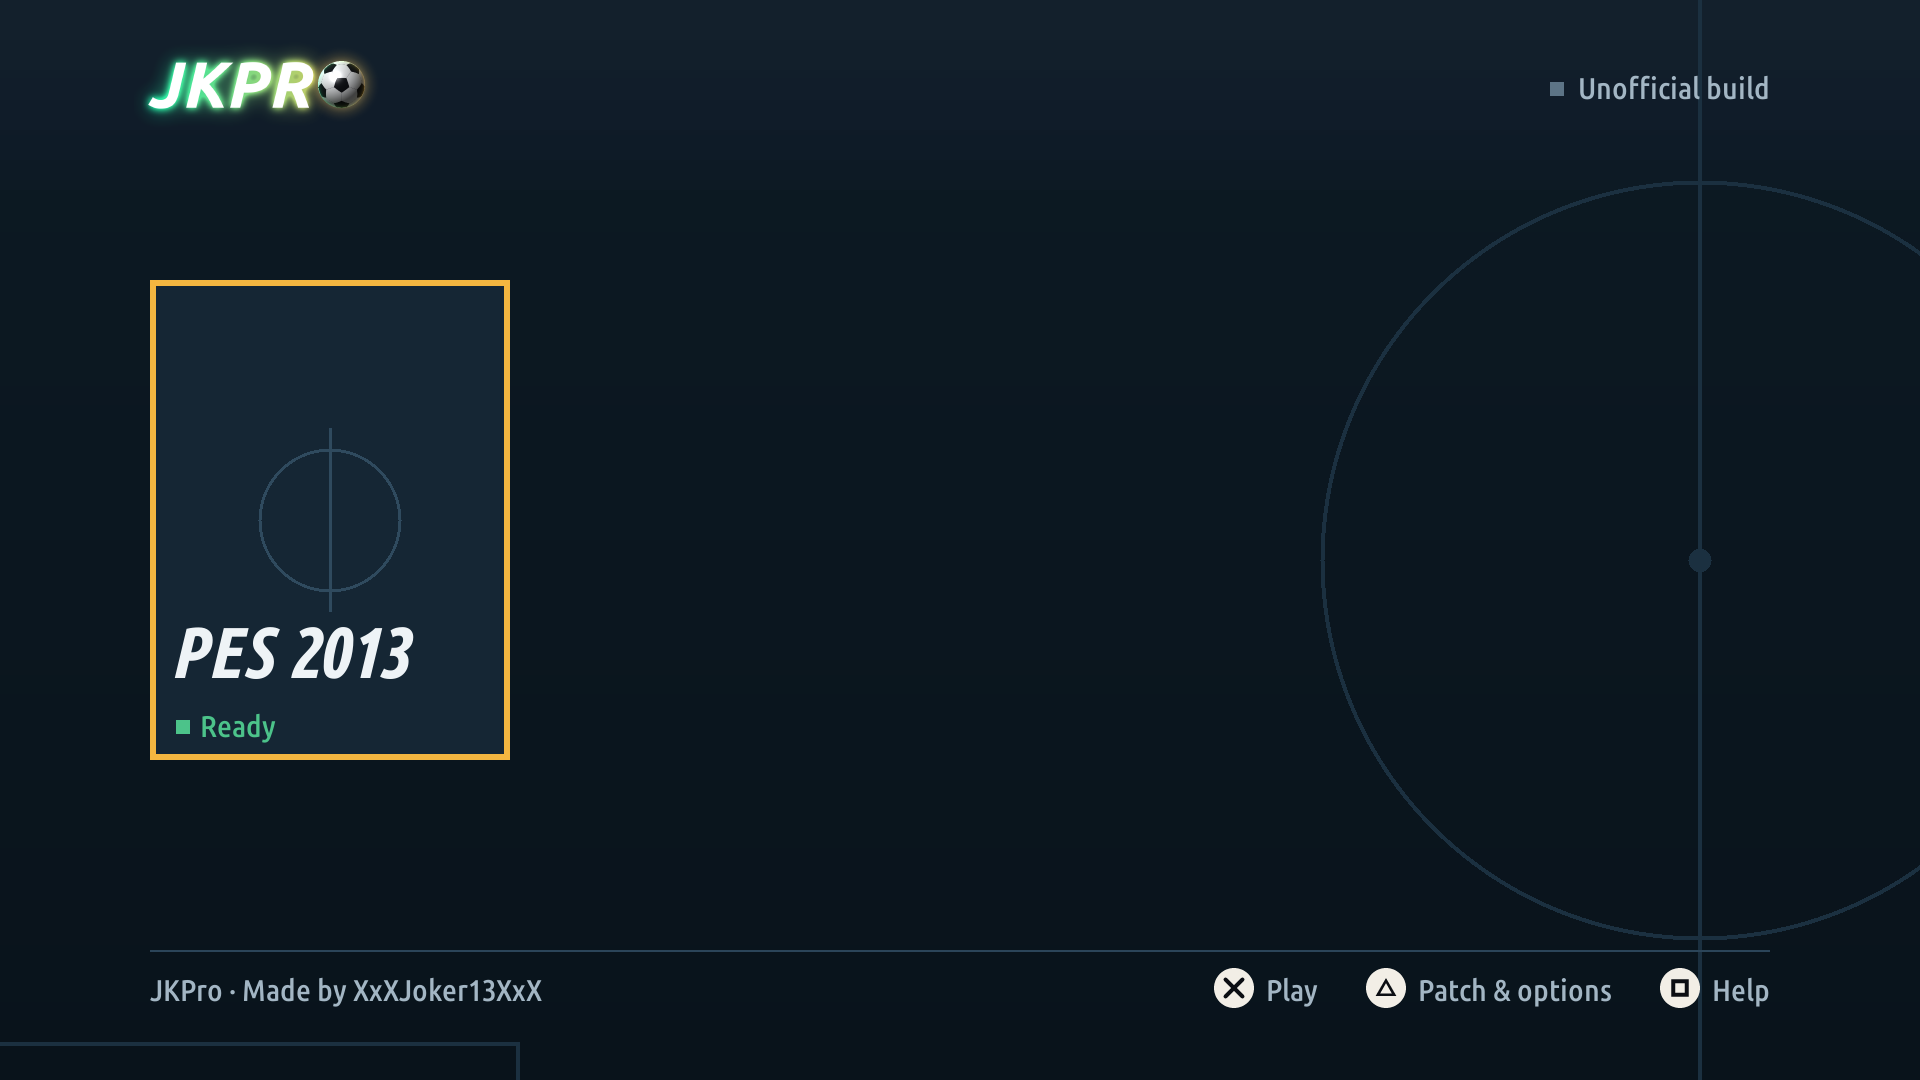 JKPRO
Unofficial build
PES 2013
Ready
JKPro · Made by XxXJoker13XxX
Play
Patch & options
Help